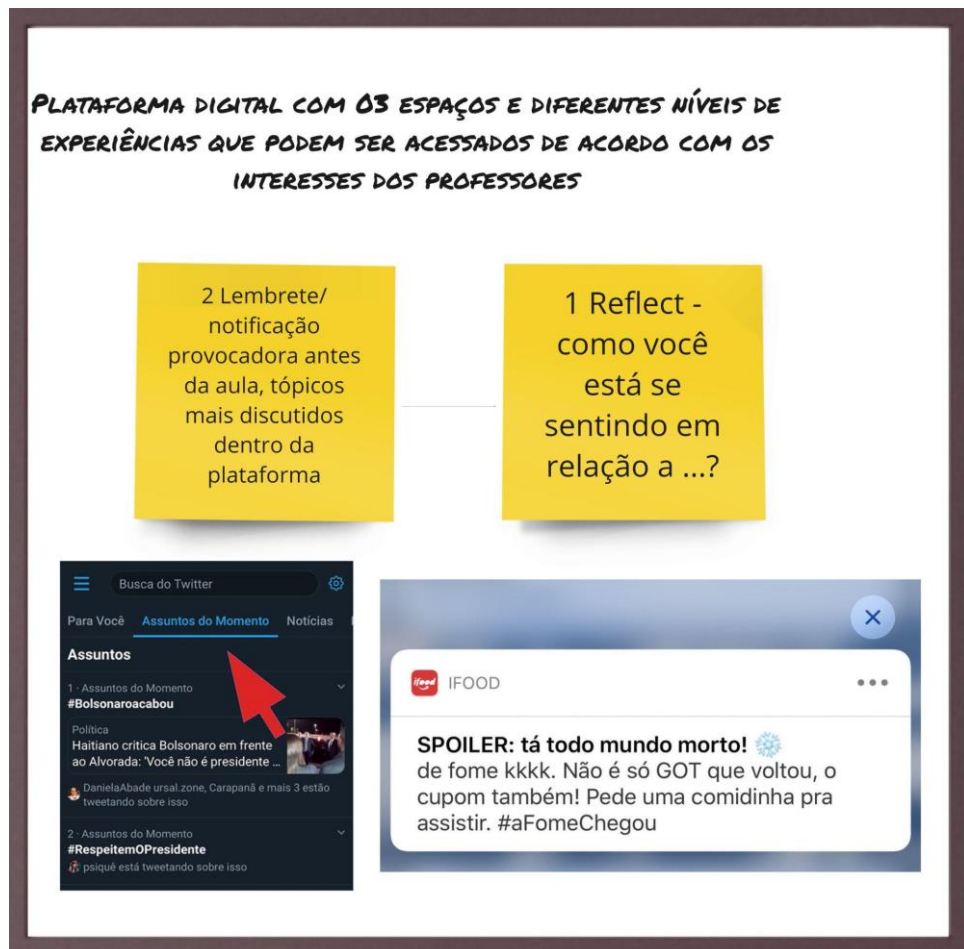 PLATAFORMA DIGITAL COM 03 ESPAÇOS E DIFERENTES NÍVEIS DE
EXPERIÊNCIAS QUE PODEM SER ACESSADOS DE ACORDO COM OS
INTERESSES DOS PROFESSORES
2 Lembrete/
notificação
provocadora antes
da aula, tópicos
mais discutidos
dentro da
plataforma
1 Reflect -
como você
está se
sentindo em
relação a ...?
Busca do Twitter
Para Você Assuntos do Momento Notícias
Assuntos
1 · Assuntos do Momento
#Bolsonaroacabou
Política
Haitiano critica Bolsonaro em frente
ao Alvorada: 'Você não é presidente ...
DanielaAbade ursal.zone, Carapanã e mais 3 estão
tweetando sobre isso
2 · Assuntos do Momento
#RespeitemOPresidente
psiquê está tweetando sobre isso
ifood
IFOOD
SPOILER: tá todo mundo morto! ❄️
de fome kkkk. Não é só GOT que voltou, o
cupom também! Pede uma comidinha pra
assistir. #aFomeChegou